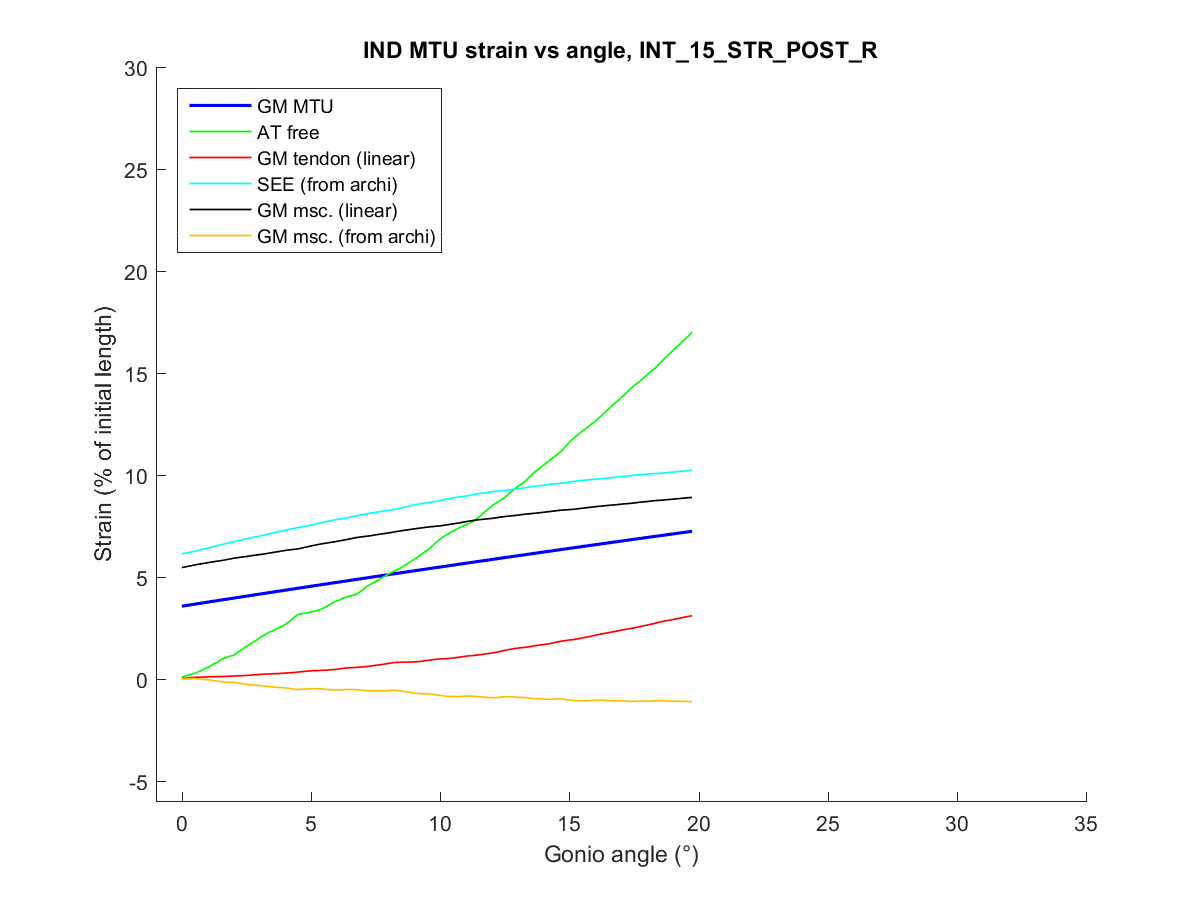 IND MTU strain vs angle, INT_15_STR_POST_R
30
25
20
15
10
5
0
-5
Strain (% of initial length)
GM MTU
AT free
GM tendon (linear)
SEE (from archi)
GM msc. (linear)
GM msc. (from archi)
0 5 10 15 20 25 30 35
Gonio angle (°)